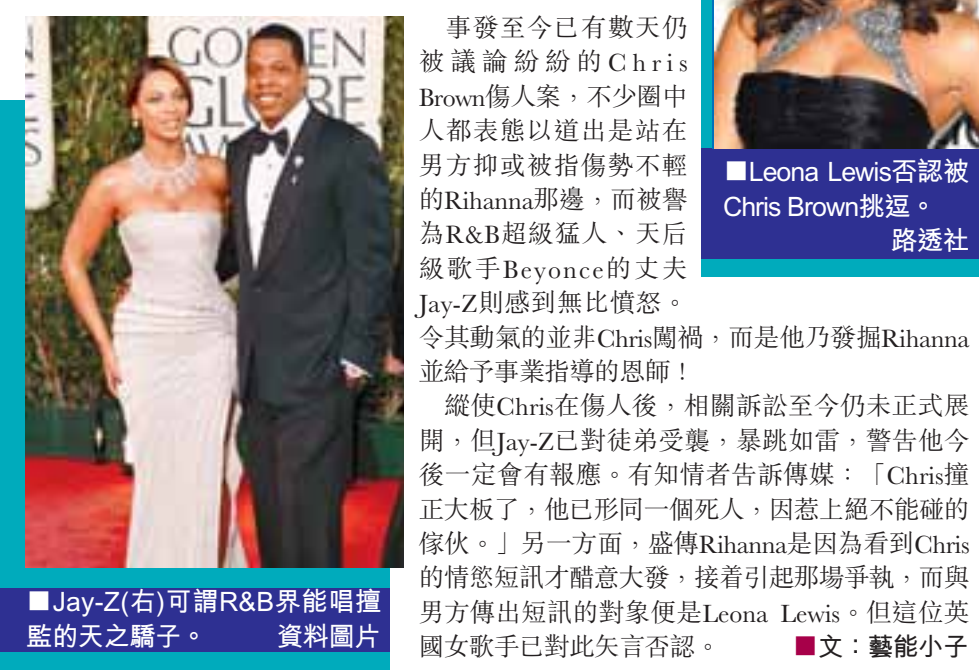 GOLDEN
GLOBE
AW
事發至今已有數天仍
被議論紛紛的Chris
Brown傷人案，不少圈中
人都表態以道出是站在
男方抑或被指傷勢不輕
的Rihanna那邊，而被譽
為R&B超級猛人、天后
級歌手Beyonce的丈夫
Jay-Z則感到無比憤怒。
令其動氣的並非Chris闖禍，而是他乃發掘Rihanna
並給予事業指導的恩師！
縱使Chris在傷人後，相關訴訟至今仍未正式展
開，但Jay-Z已對徒弟受襲，暴跳如雷，警告他今
後一定會有報應。有知情者告訴傳媒：「Chris撞
正大板了，他已形同一個死人，因惹上絕不能碰的
傢伙。」另一方面，盛傳Rihanna是因為看到Chris
的情慾短訊才醋意大發，接着引起那場爭執，而與
男方傳出短訊的對象便是Leona Lewis。但這位英
國女歌手已對此矢言否認。 ■文：藝能小子
■Leona Lewis否認被
Chris Brown挑逗。
路透社
■Jay-Z(右)可謂R&B界能唱擅
監的天之驕子。 資料圖片